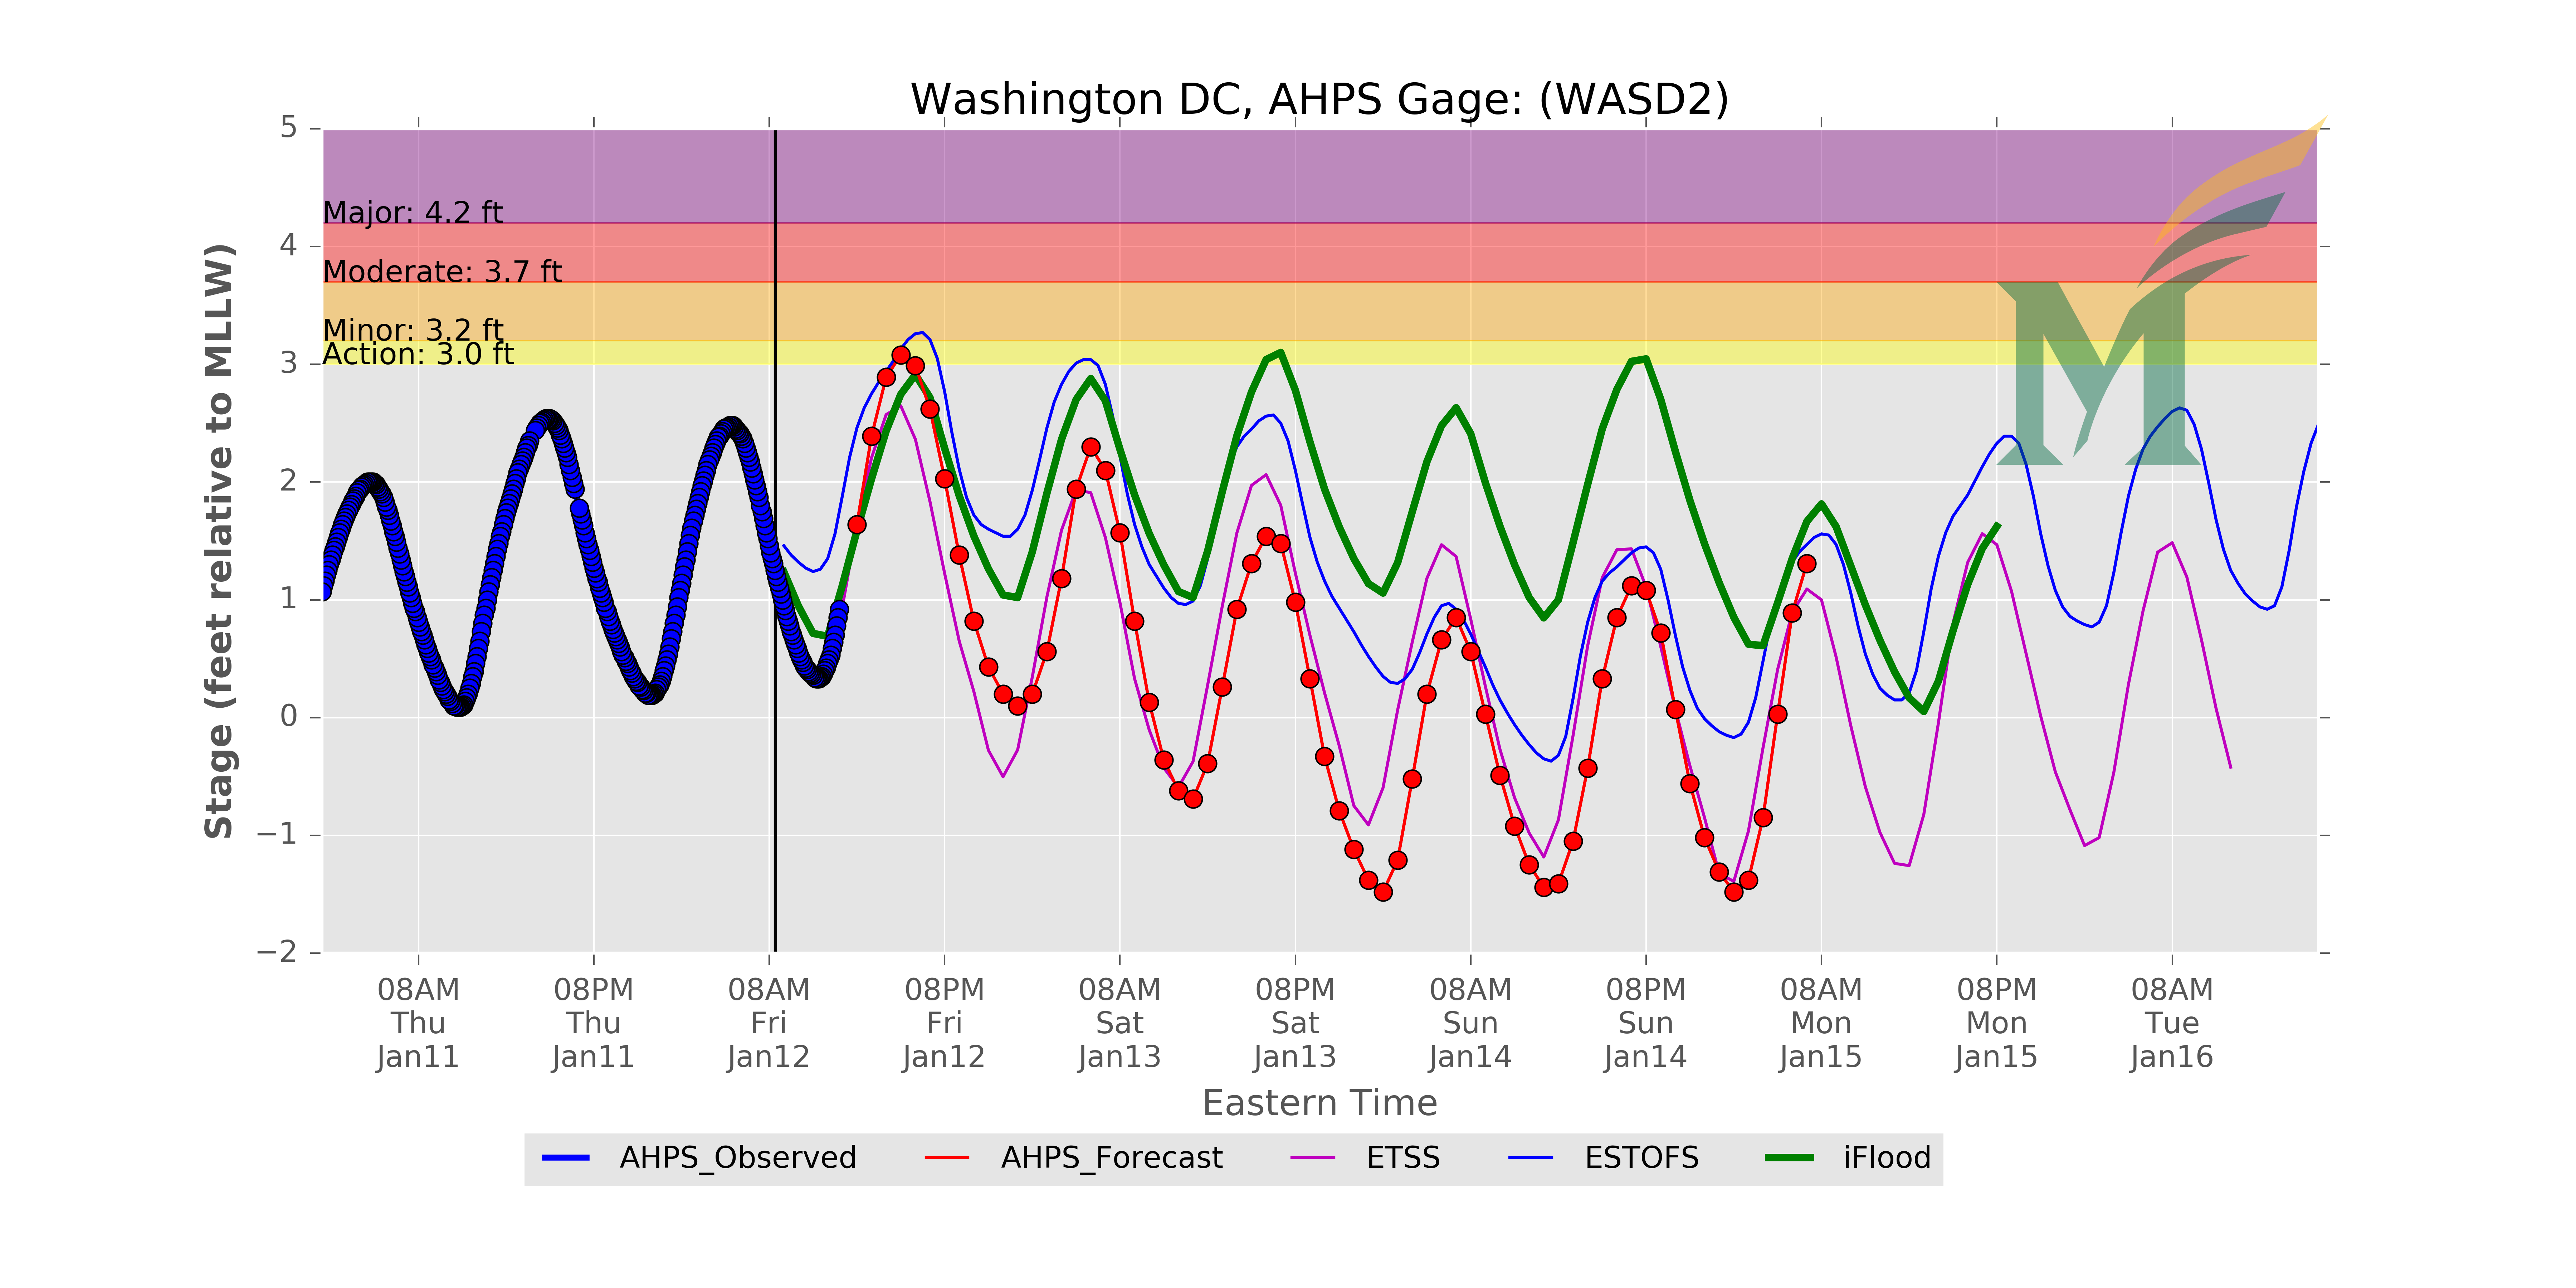 Washington DC, AHPS Gage: (WASD2)
5
Major: 4.2 ft
4
Moderate: 3.7 ft
Minor: 3.2 ft
Action: 3.0 ft
3
2
1
0
−1
−2
Stage (feet relative to MLLW)
08AM 08PM 08AM 08PM 08AM 08PM 08AM 08PM 08AM 08PM 08AM
Thu Thu Fri Fri Sat Sat Sun Sun Mon Mon Tue
Jan11 Jan11 Jan12 Jan12 Jan13 Jan13 Jan14 Jan14 Jan15 Jan15 Jan16
Eastern Time
AHPS_Observed AHPS_Forecast ETSS ESTOFS iFlood
M